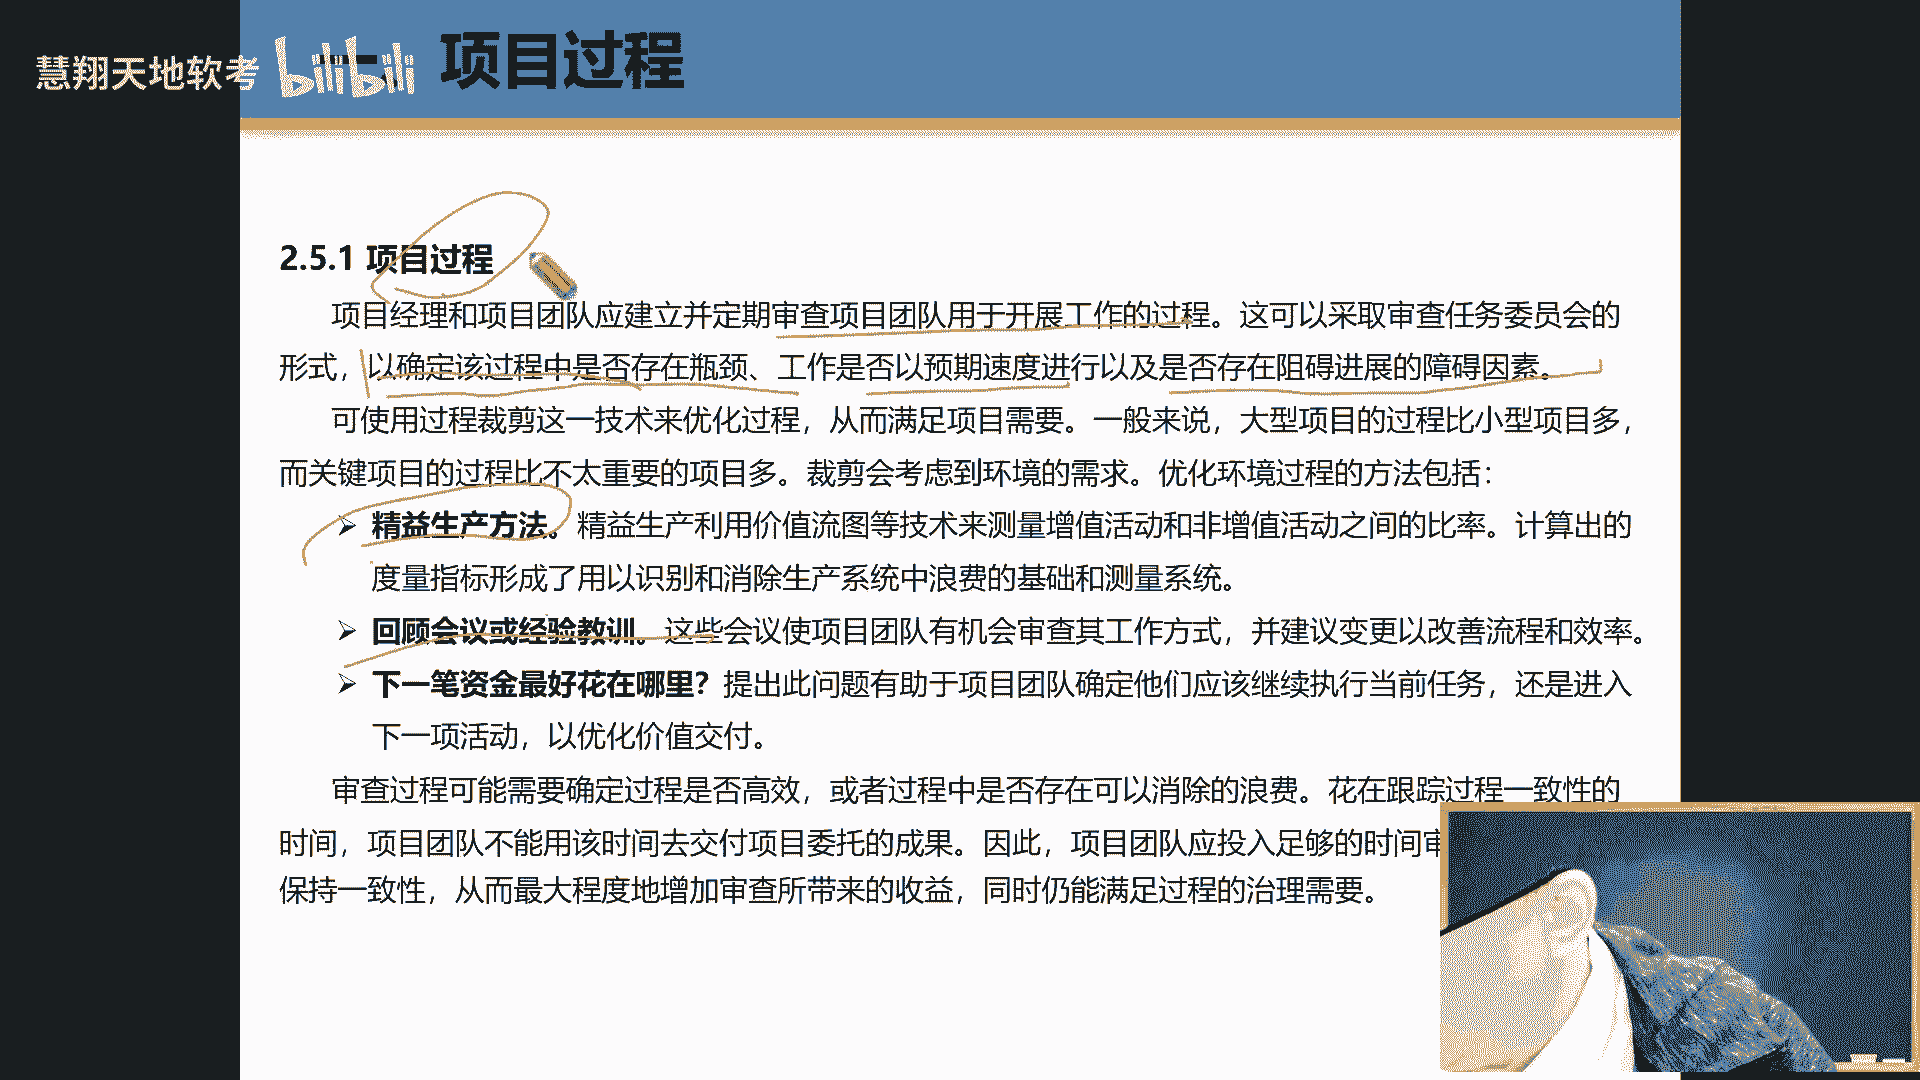 慧翔天地软考 bilibili
一、项目过程
2.5.1 项目过程
项目经理和项目团队应建立并定期审查项目团队用于开展工作的过程。这可以采取审查任务委员会的
形式，以确定该过程中是否存在瓶颈、工作是否以预期速度进行以及是否存在阻碍进展的障碍因素。
可使用过程裁剪这一技术来优化过程，从而满足项目需要。一般来说，大型项目的过程比小型项目多，
而关键项目的过程比不太重要的项目多。裁剪会考虑到环境的需求。优化环境过程的方法包括：
➢ 精益生产方法。精益生产利用价值流图等技术来测量增值活动和非增值活动之间的比率。计算出的
度量指标形成了用以识别和消除生产系统中浪费的基础和测量系统。
➢ 回顾会议或经验教训。这些会议使项目团队有机会审查其工作方式，并建议变更以改善流程和效率。
➢ 下一笔资金最好花在哪里？提出此问题有助于项目团队确定他们应该继续执行当前任务，还是进入
下一项活动，以优化价值交付。
审查过程可能需要确定过程是否高效，或者过程中是否存在可以消除的浪费。花在跟踪过程一致性的
时间，项目团队不能用该时间去交付项目委托的成果。因此，项目团队应投入足够的时间审
保持一致性，从而最大程度地增加审查所带来的收益，同时仍能满足过程的治理需要。